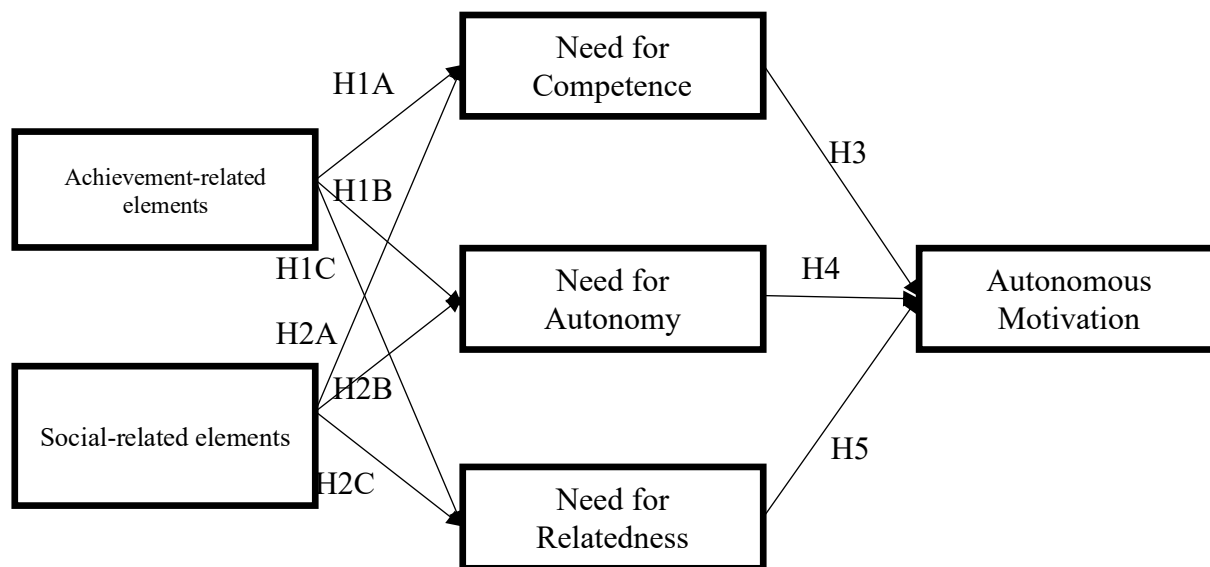 Need for
Competence
H1A
H3
Achievement-related
elements
H1B
H1C
Need for
Autonomy
H4
Autonomous
Motivation
H2A
H2B
Social-related elements
H5
H2C
Need for
Relatedness